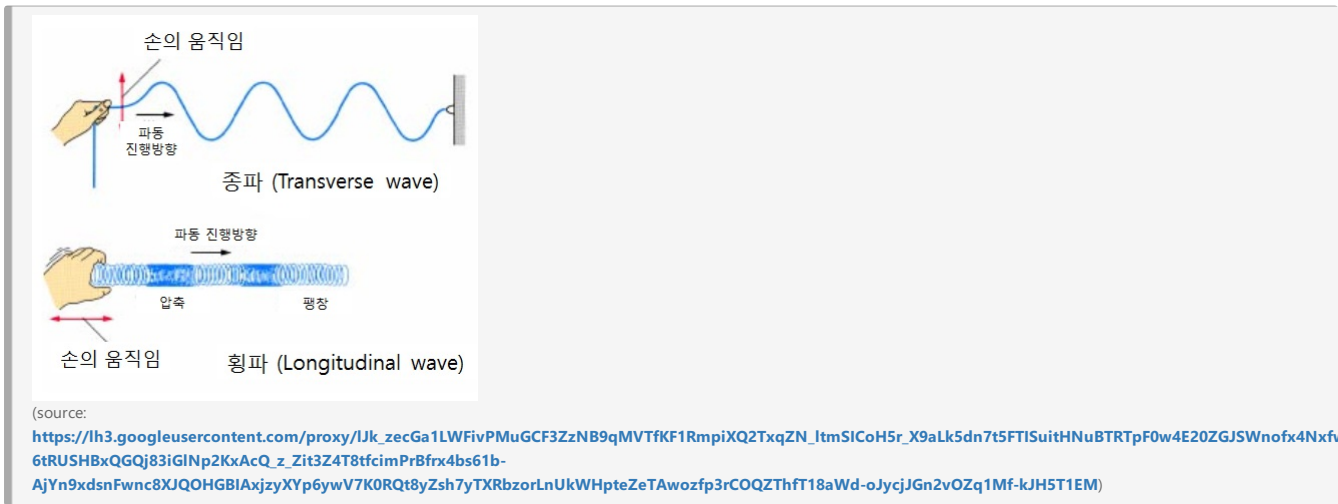 손의 움직임
파동
진행방향
종파 (Transverse wave)
파동 진행방향
압축
팽창
손의 움직임
횡파 (Longitudinal wave)
(source:
https://lh3.googleusercontent.com/proxy/lJk_zecGa1LWFivPMuGCF3ZzNB9qMVTfKF1RmpiXQ2TxqZN_ltmSICoH5r_X9aLk5dn7t5FTISuitHNuBTRTpF0w4E20ZGJSWnofx4Nxfv
6tRUSHBxQGQj83iGlNp2KxAcQ_z_Zit3Z4T8tfcimPrBfrx4bs61b-
AjYn9xdsnFwnc8XJQOHGBIAxjzyXYp6ywV7K0RQt8yZsh7yTXRbzorLnUkWHpteZeTAwozfp3rCOQZThfT18aWd-oJycjJGn2vOZq1Mf-kJH5T1EM)